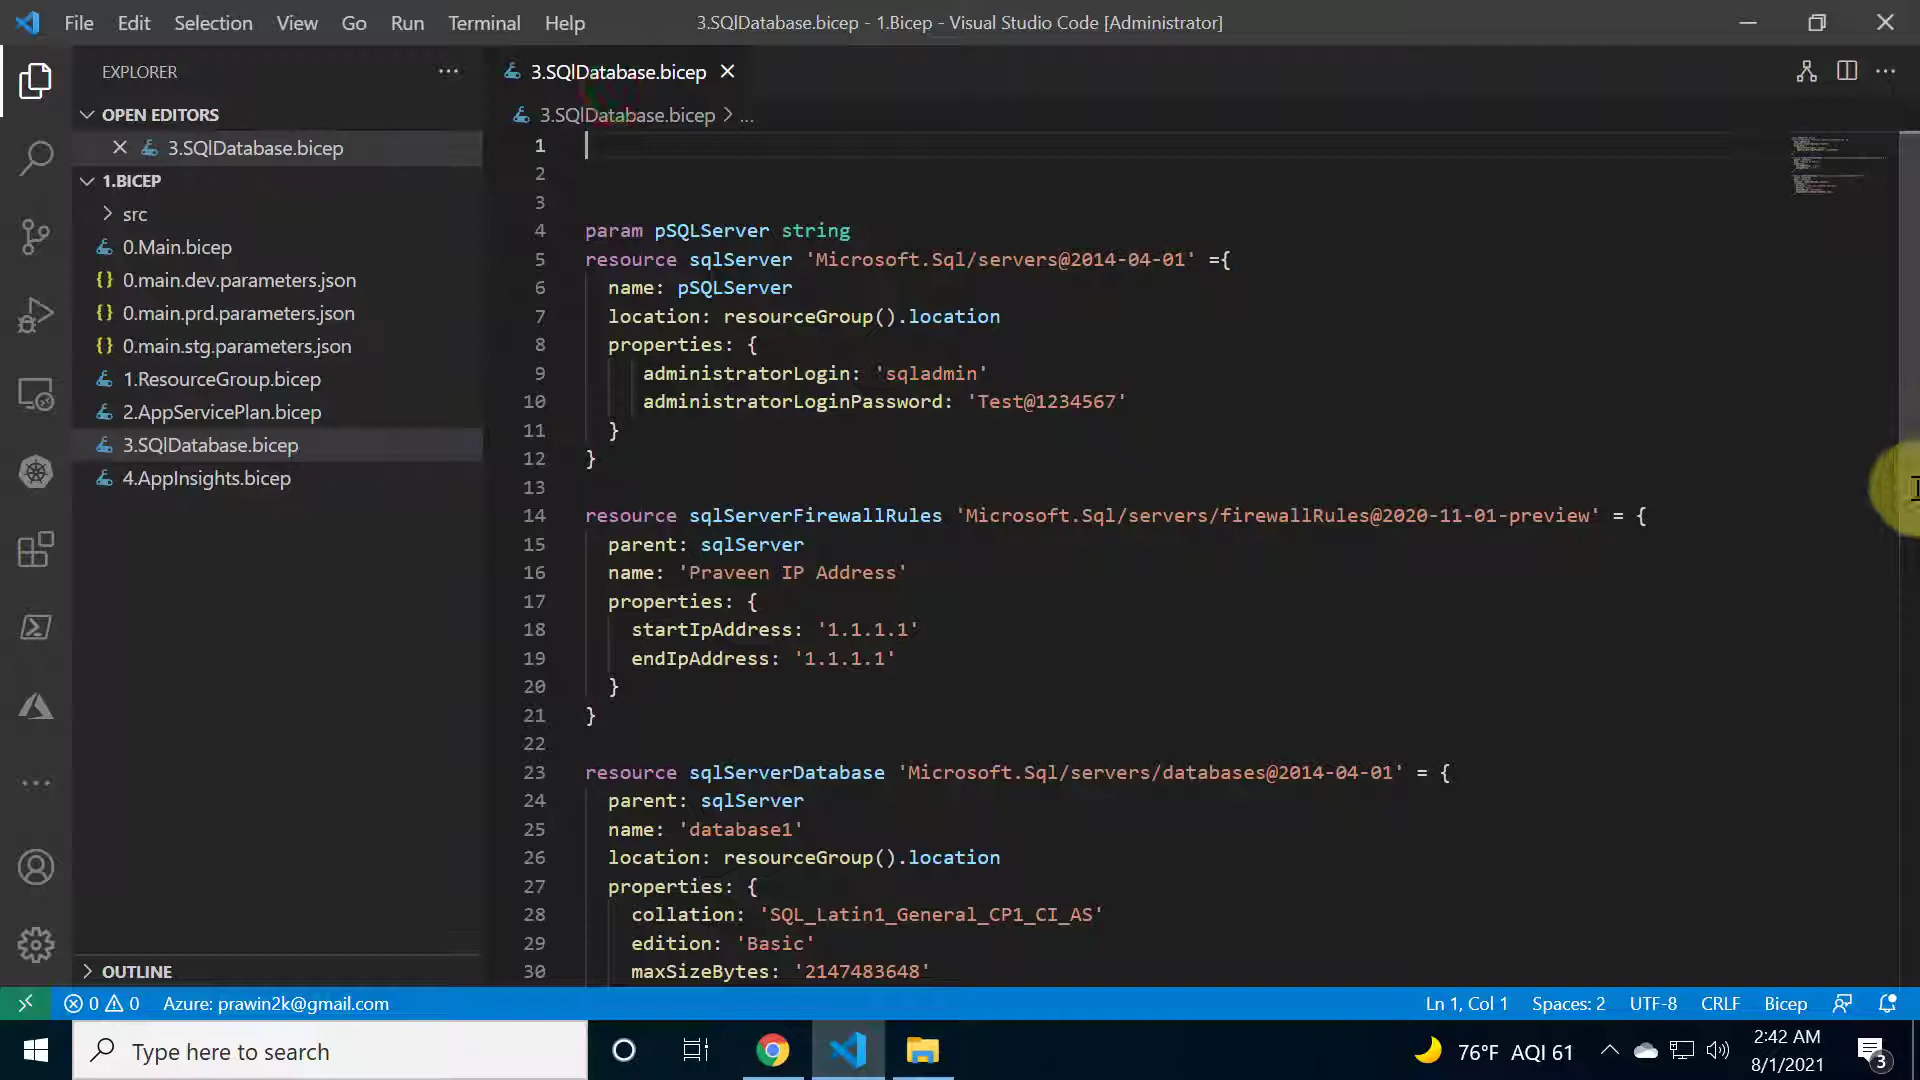 File Edit Selection View Go Run Terminal Help
3.SQlDatabase.bicep - 1.Bicep - Visual Studio Code [Administrator]
EXPLORER
3.SQlDatabase.bicep
OPEN EDITORS
3.SQlDatabase.bicep > ...
3.SQlDatabase.bicep
1.BICEP
src
0.Main.bicep
0.main.dev.parameters.json
0.main.prd.parameters.json
0.main.stg.parameters.json
1.ResourceGroup.bicep
2.AppServicePlan.bicep
3.SQlDatabase.bicep
4.AppInsights.bicep
OUTLINE
1
2
3
4 param pSQLServer string
5 resource sqlServer 'Microsoft.Sql/servers@2014-04-01' ={
6 name: pSQLServer
7 location: resourceGroup().location
8 properties: {
9 administratorLogin: 'sqladmin'
10 administratorLoginPassword: 'Test@1234567'
11 }
12 }
13
14 resource sqlServerFirewallRules 'Microsoft.Sql/servers/firewallRules@2020-11-01-preview' = {
15 parent: sqlServer
16 name: 'Praveen IP Address'
17 properties: {
18 startIpAddress: '1.1.1.1'
19 endIpAddress: '1.1.1.1'
20 }
21 }
22
23 resource sqlServerDatabase 'Microsoft.Sql/servers/databases@2014-04-01' = {
24 parent: sqlServer
25 name: 'database1'
26 location: resourceGroup().location
27 properties: {
28 collation: 'SQL_Latin1_General_CP1_CI_AS'
29 edition: 'Basic'
30 maxSizeBytes: '2147483648'
0 0 Azure: prawin2k@gmail.com
Ln 1, Col 1 Spaces: 2 UTF-8 CRLF Bicep
Type here to search
76°F AQI 61
2:42 AM
8/1/2021
3